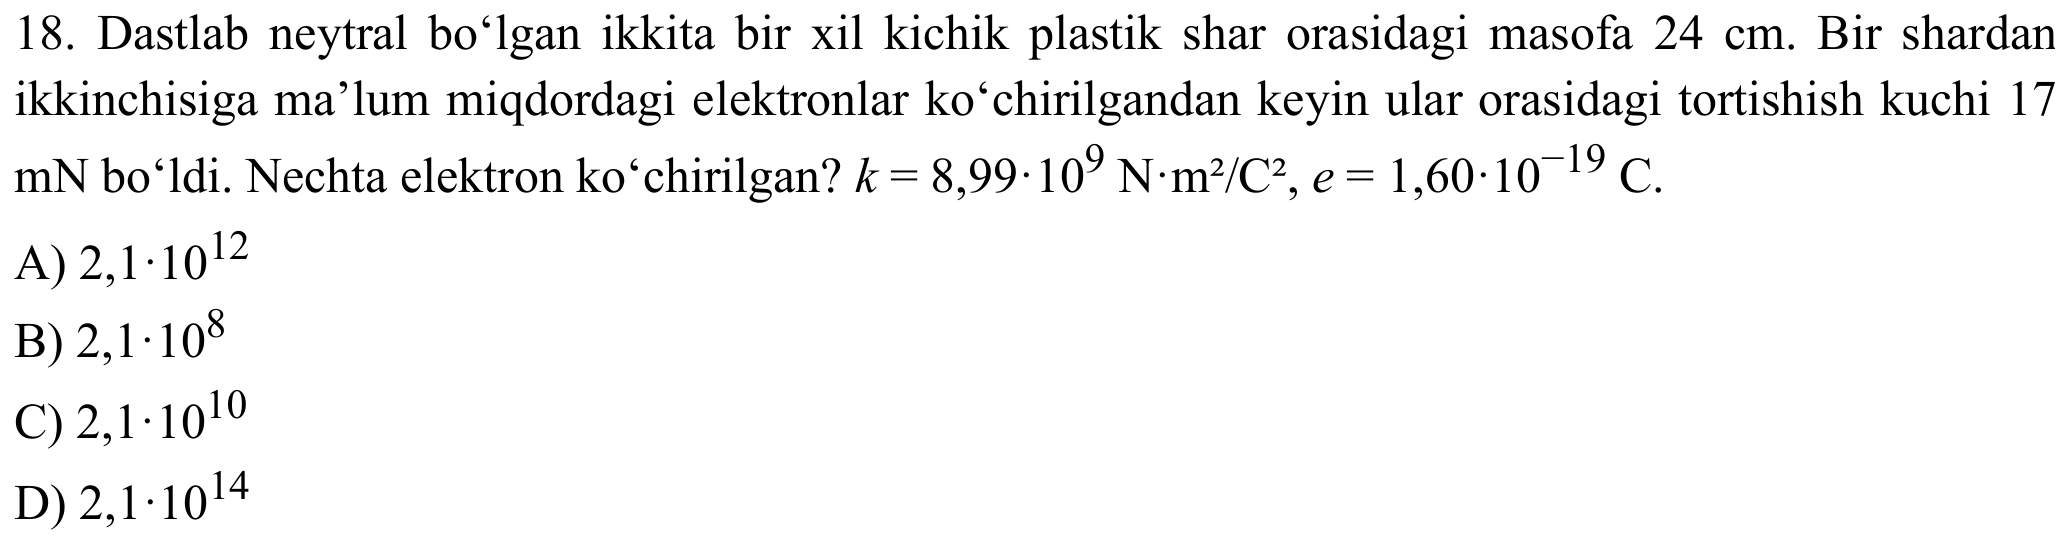 18. Dastlab neytral bo‘lgan ikkita bir xil kichik plastik shar orasidagi masofa 24 cm. Bir shardan
ikkinchisiga ma’lum miqdordagi elektronlar ko‘chirilgandan keyin ular orasidagi tortishish kuchi 17
mN bo‘ldi. Nechta elektron ko‘chirilgan? k = 8,99·10⁹ N·m²/C², e = 1,60·10⁻¹⁹ C.
A) 2,1·10¹²
B) 2,1·10⁸
C) 2,1·10¹⁰
D) 2,1·10¹⁴